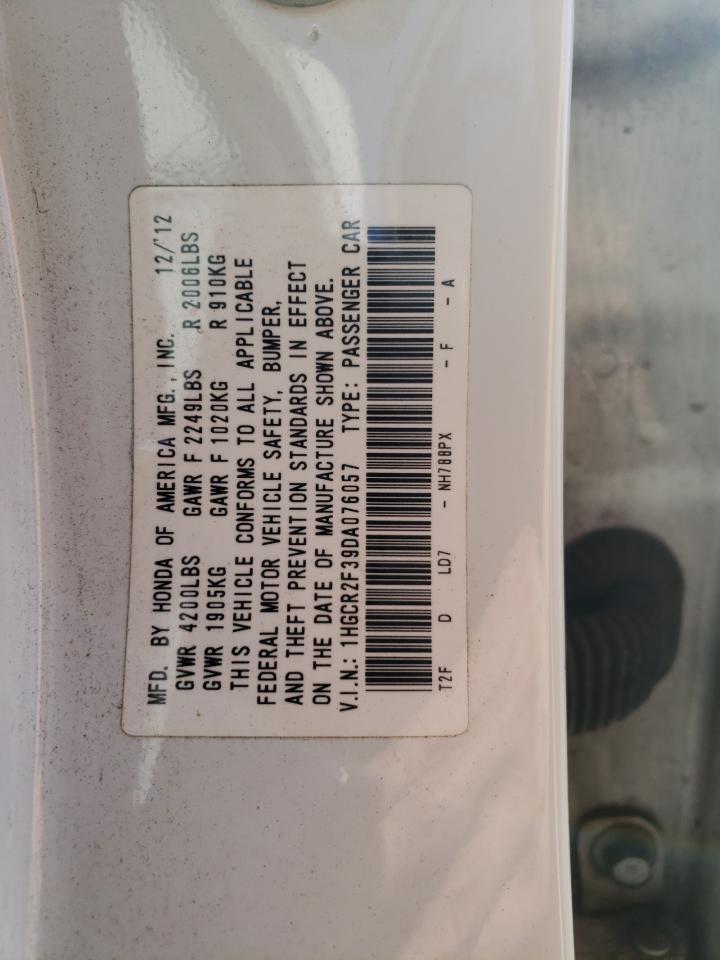 MFD. BY HONDA OF AMERICA MFG., INC. 12/'12
GVWR 4200LBS GAWR F 2249LBS R 2006LBS
GVWR 1905KG GAWR F 1020KG R 910KG
THIS VEHICLE CONFORMS TO ALL APPLICABLE
FEDERAL MOTOR VEHICLE SAFETY, BUMPER,
AND THEFT PREVENTION STANDARDS IN EFFECT
ON THE DATE OF MANUFACTURE SHOWN ABOVE.
V.I.N.: 1HGCR2F39DA076057 TYPE: PASSENGER CAR
T2F D LD7 - NH788PX - F - A